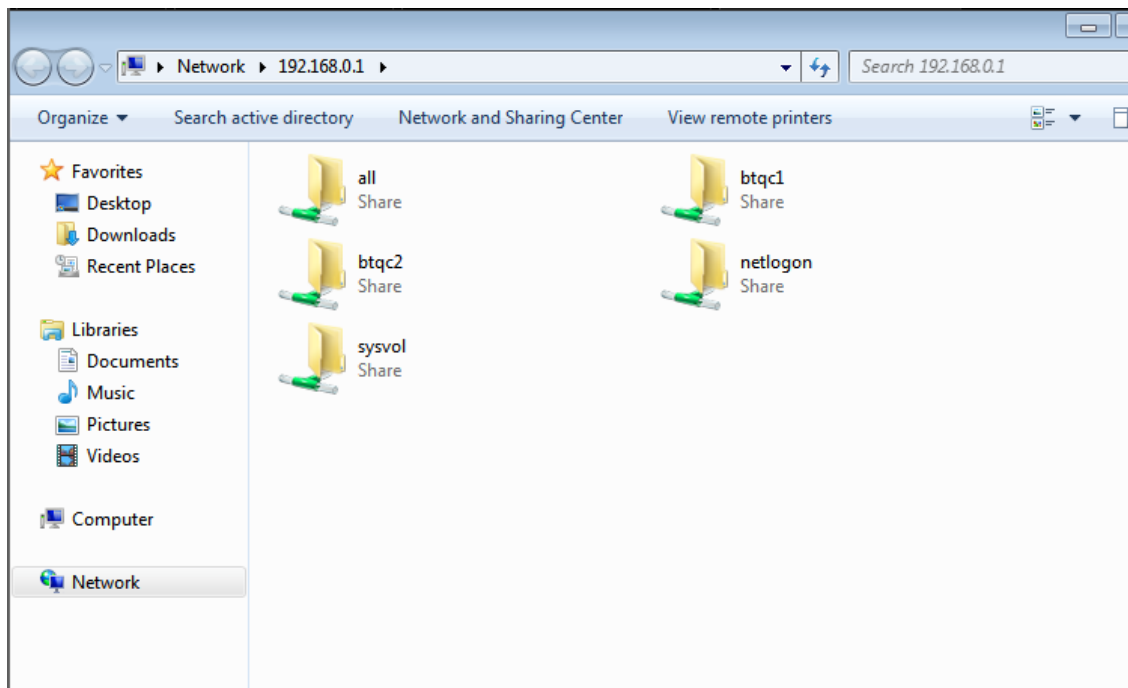 Network 192.168.0.1
Search 192.168.0.1
Organize Search active directory Network and Sharing Center View remote printers
Favorites
Desktop
Downloads
Recent Places
Libraries
Documents
Music
Pictures
Videos
Computer
Network
all
Share
btqc1
Share
btqc2
Share
netlogon
Share
sysvol
Share